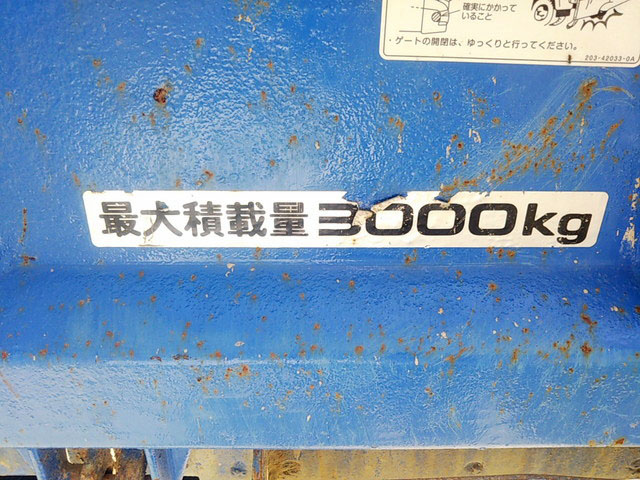 確実にかかって
いること
・ゲートの開閉は、ゆっくりと行ってください。
203-42033-0A
最大積載量3000kg